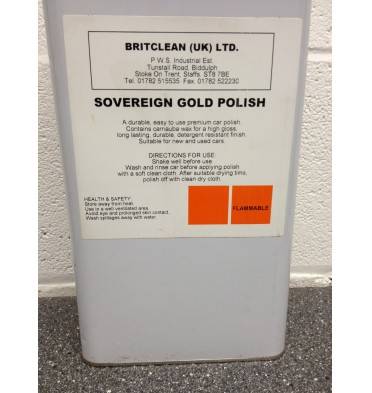 BRITCLEAN (UK) LTD.
P.W.S. Industrial Est.
Tunstall Road, Biddulph
Stoke On Trent, Staffs. ST8 7BE
Tel. 01782 515535 Fax. 01782 522230
SOVEREIGN GOLD POLISH
A durable, easy to use premium car polish.
Contains carnauba wax for a high gloss,
long lasting, durable, detergent resistant finish.
Suitable for new and used cars.
DIRECTIONS FOR USE:
Shake well before use
Wash and rinse car before applying polish
with a soft clean cloth. After suitable drying time,
polish off with clean dry cloth.
HEALTH & SAFETY:
Store away from heat.
Use in a well ventilated area.
Avoid eye and prolonged skin contact.
Wash spillages away with water.
FLAMMABLE